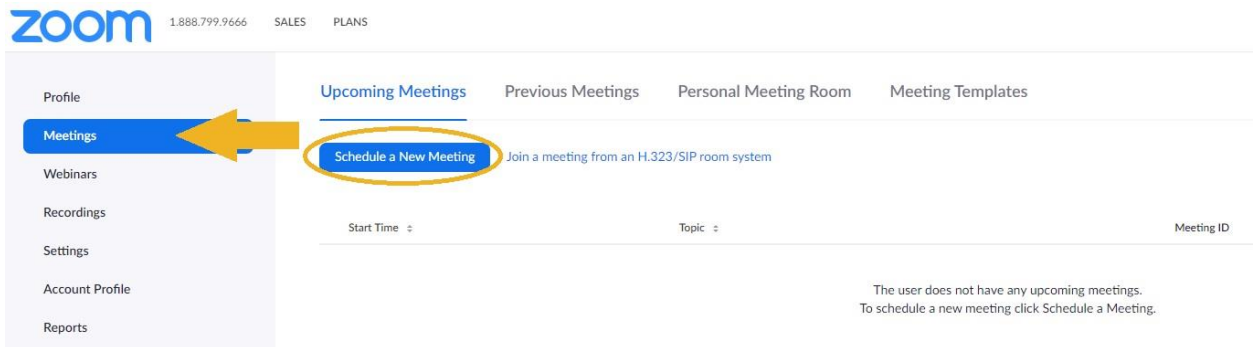 zoom 1.888.799.9666 SALES PLANS
Profile
Meetings
Webinars
Recordings
Settings
Account Profile
Reports
Upcoming Meetings Previous Meetings Personal Meeting Room Meeting Templates
Schedule a New Meeting Join a meeting from an H.323/SIP room system
Start Time Topic Meeting ID
The user does not have any upcoming meetings.
To schedule a new meeting click Schedule a Meeting.